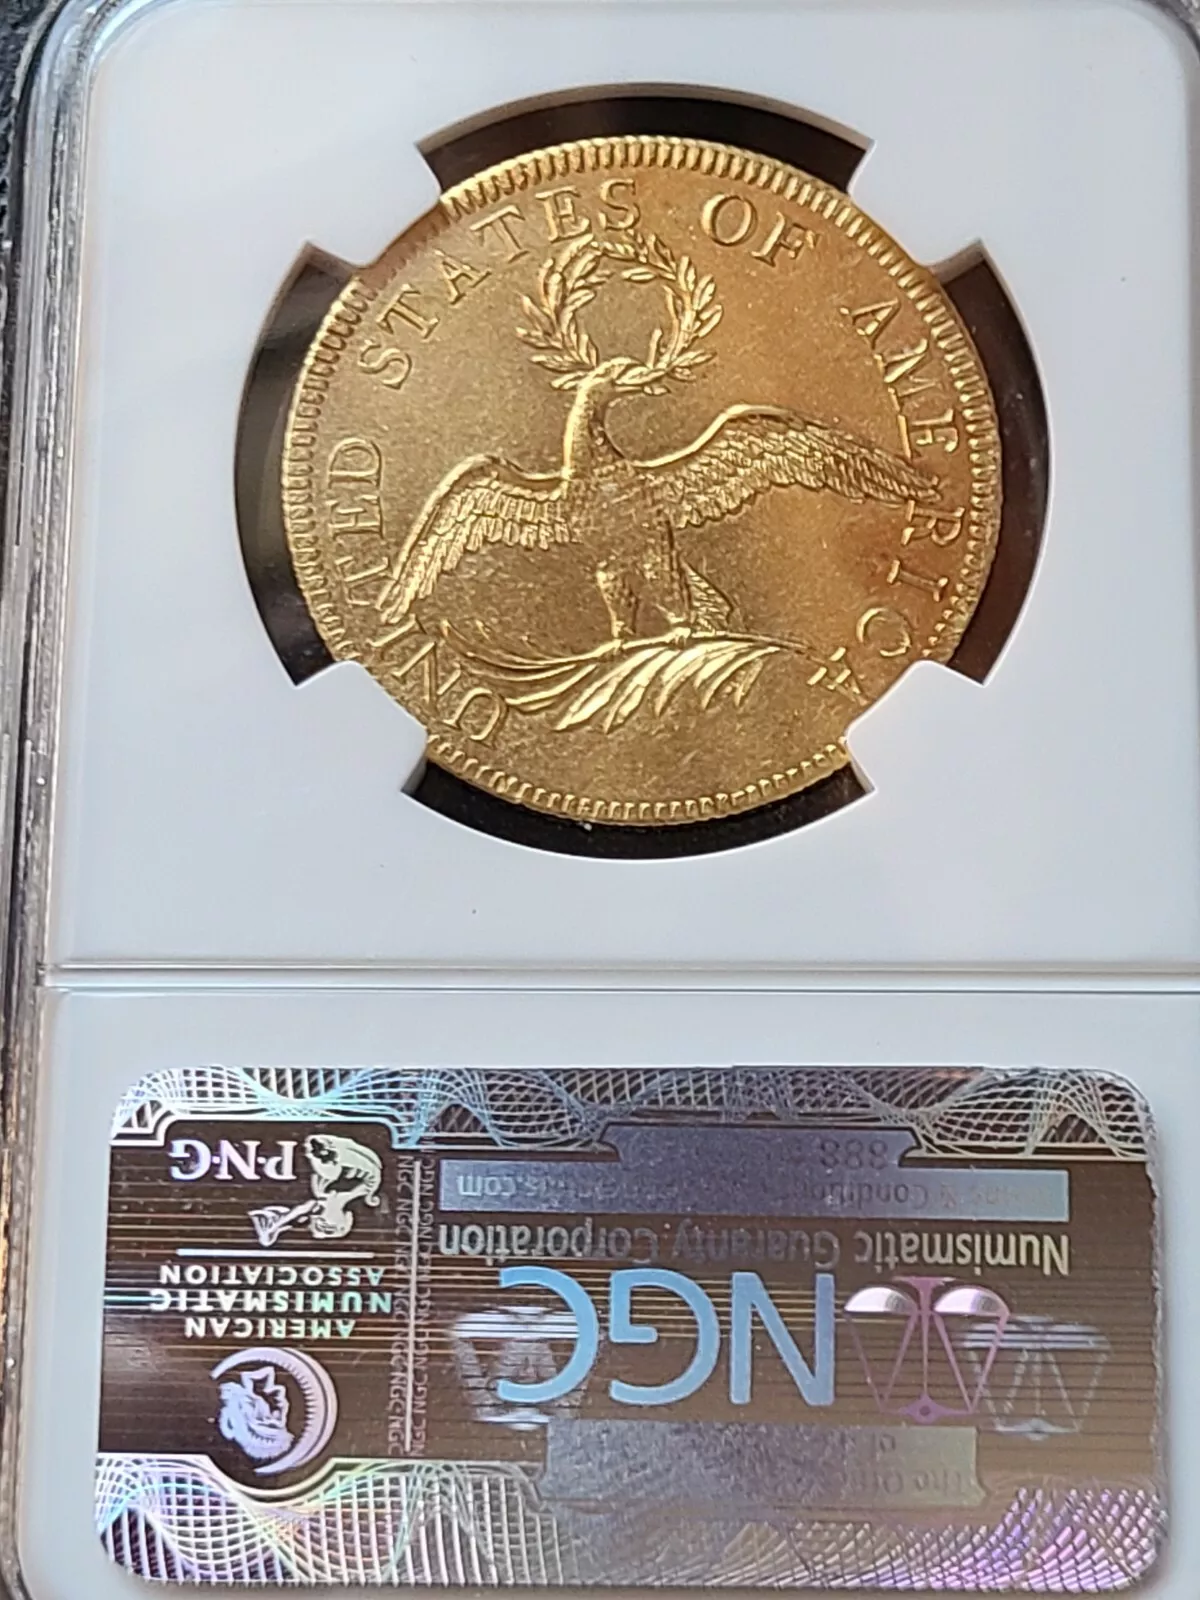 UNITED STATES OF AMERICA
P·N·G
AMERICAN
NUMISMATIC
ASSOCIATION
NGC
Numismatic Guaranty Corporation